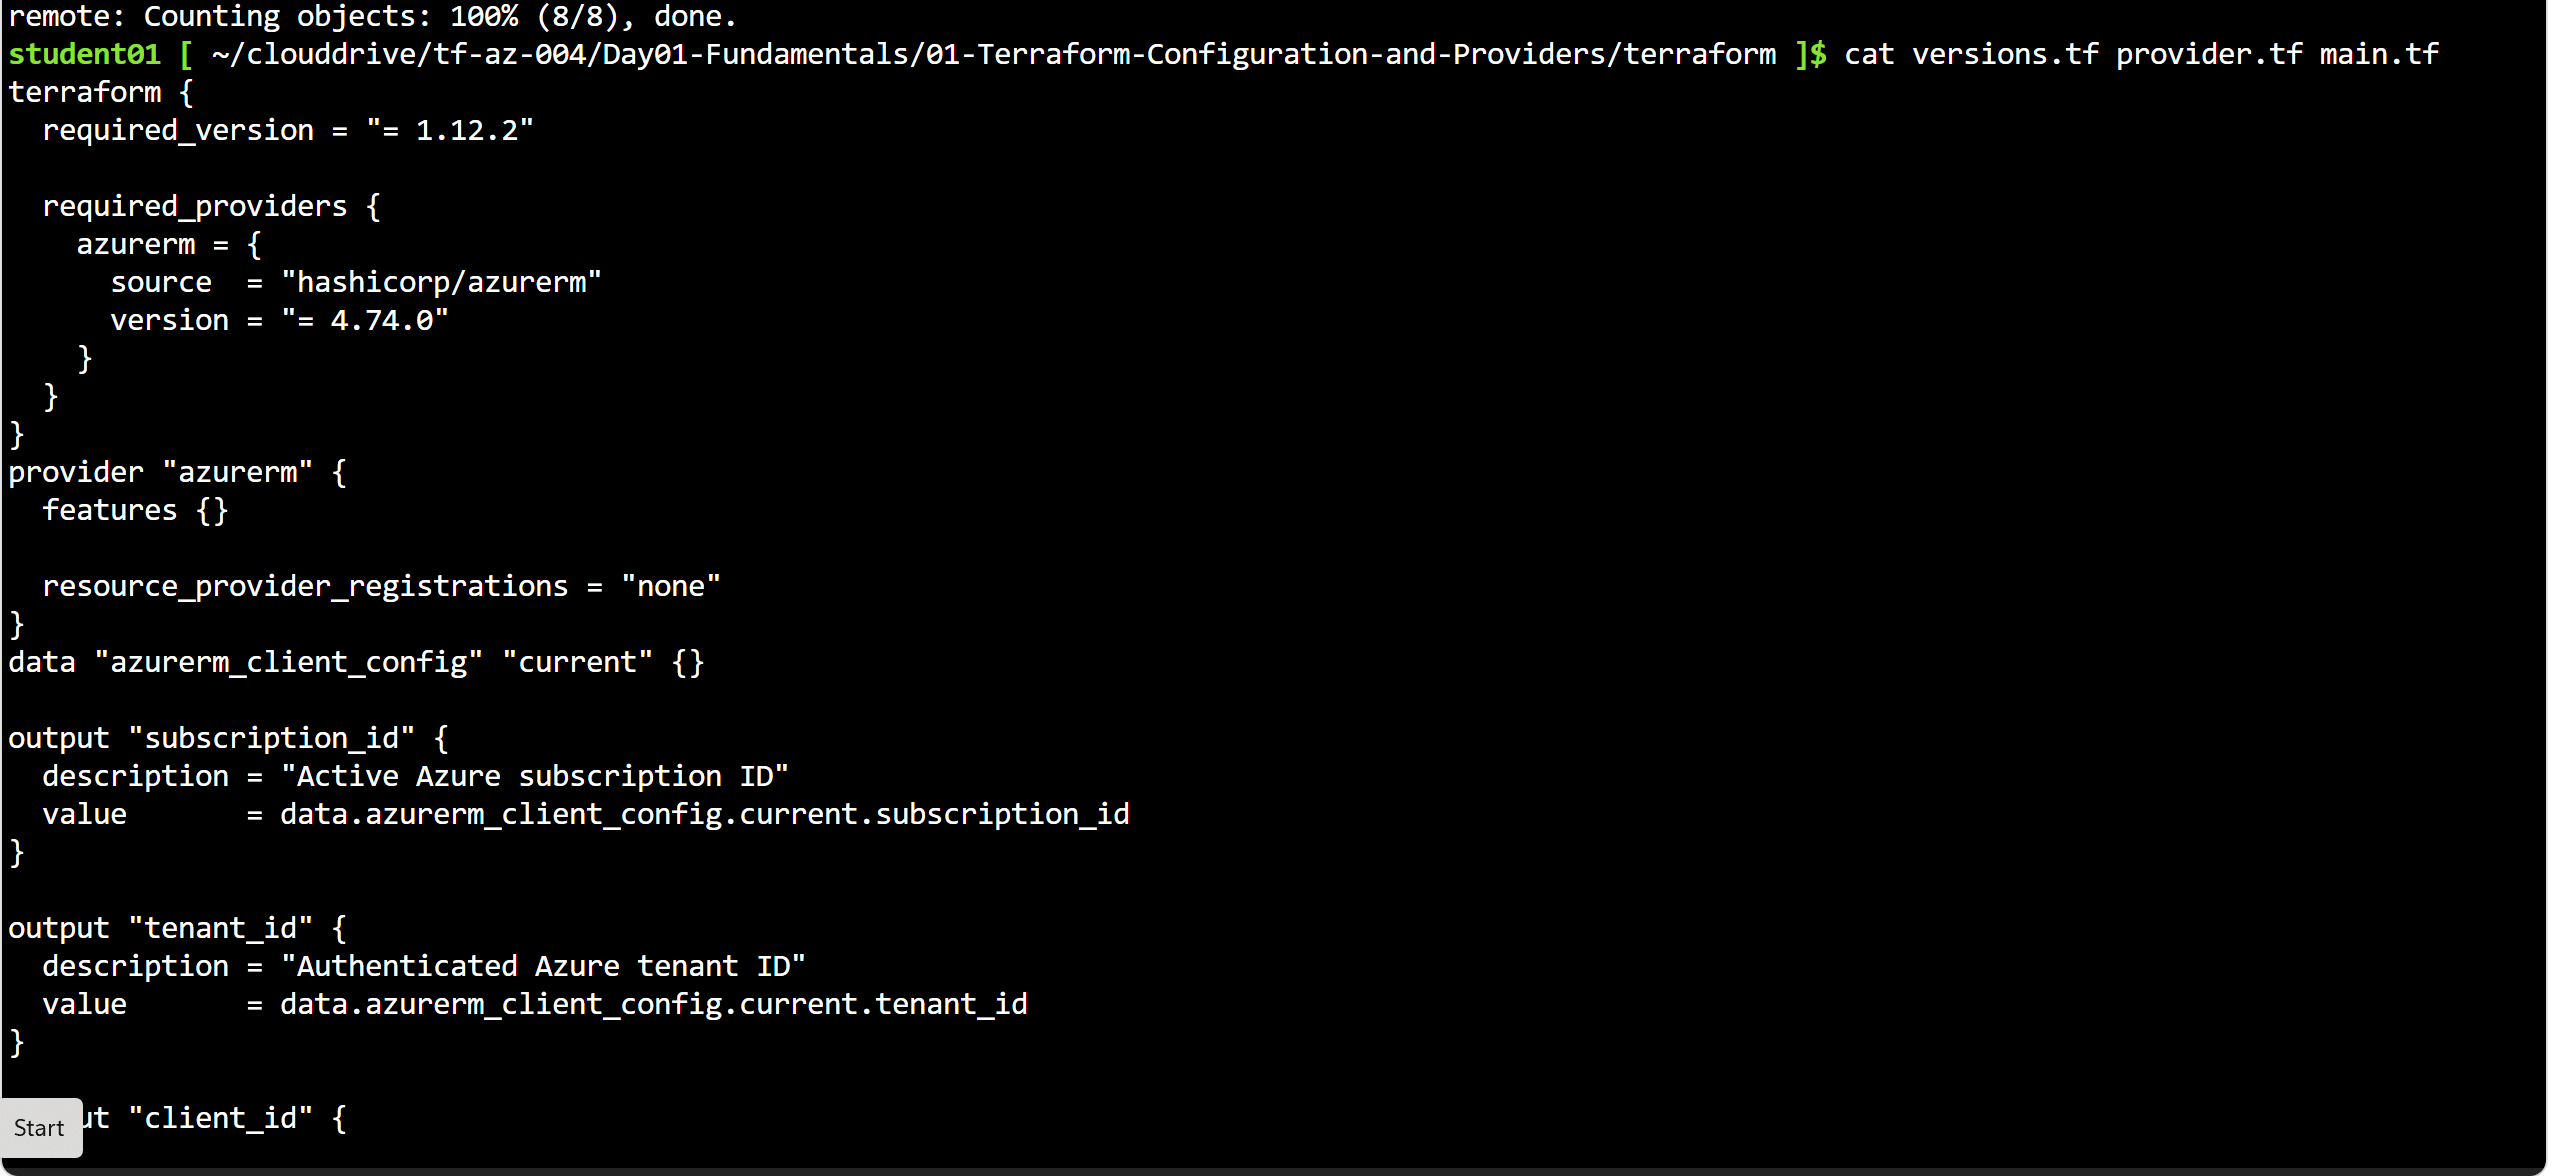 remote: Counting objects: 100% (8/8), done.
student01 [ ~/clouddrive/tf-az-004/Day01-Fundamentals/01-Terraform-Configuration-and-Providers/terraform ]$ cat versions.tf provider.tf main.tf
terraform {
  required_version = "= 1.12.2"

  required_providers {
    azurerm = {
      source  = "hashicorp/azurerm"
      version = "= 4.74.0"
    }
  }
}
provider "azurerm" {
  features {}

  resource_provider_registrations = "none"
}
data "azurerm_client_config" "current" {}

output "subscription_id" {
  description = "Active Azure subscription ID"
  value       = data.azurerm_client_config.current.subscription_id
}

output "tenant_id" {
  description = "Authenticated Azure tenant ID"
  value       = data.azurerm_client_config.current.tenant_id
}

Start ut "client_id" {